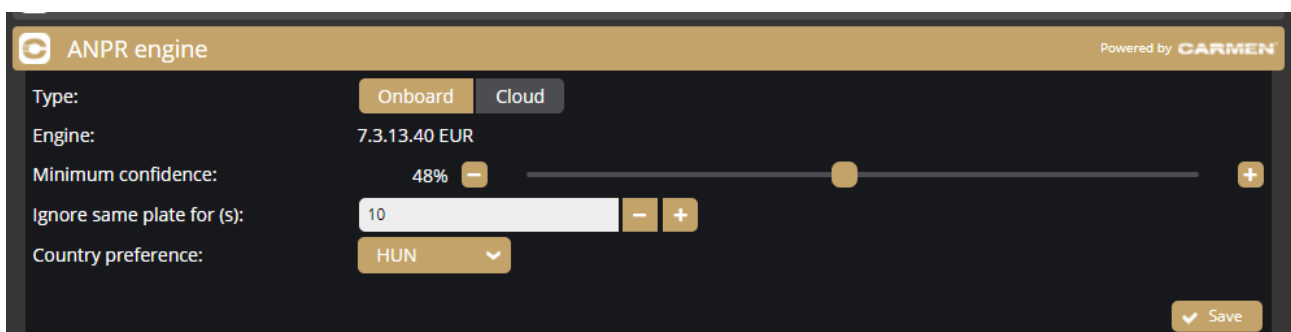 ANPR engine
Powered by CARMEN®
Type:
Onboard
Cloud
Engine:
7.3.13.40 EUR
Minimum confidence:
48%
Ignore same plate for (s):
10
Country preference:
HUN
Save